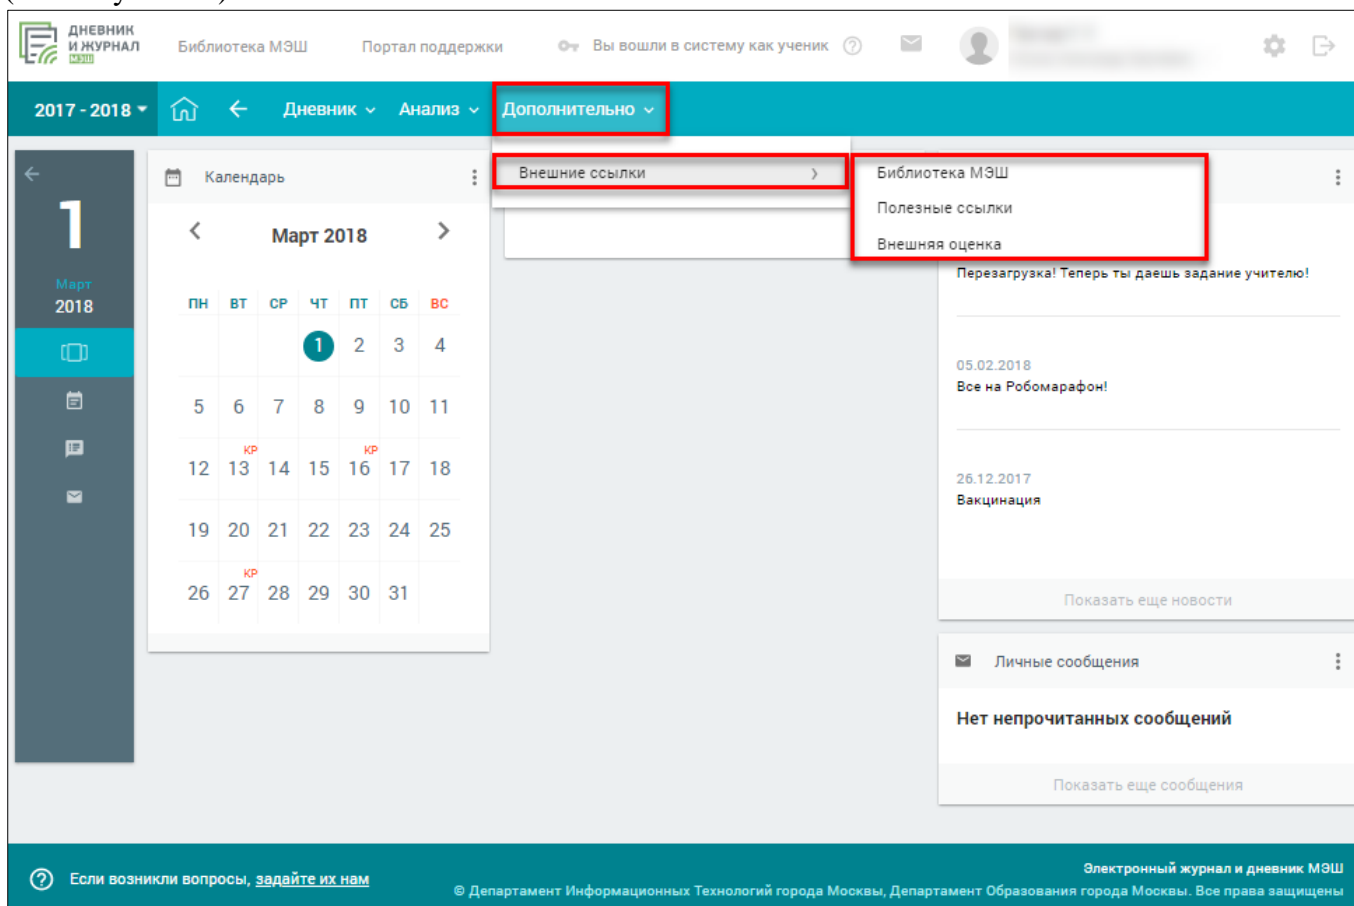 ДНЕВНИК
И ЖУРНАЛ
МЭШ
Библиотека МЭШ
Портал поддержки
Вы вошли в систему как ученик
2017 - 2018
Дневник
Анализ
Дополнительно
1
Март
2018
Календарь
Март 2018
ПН ВТ СР ЧТ ПТ СБ ВС
1 2 3 4
5 6 7 8 9 10 11
КР КР
12 13 14 15 16 17 18
19 20 21 22 23 24 25
КР
26 27 28 29 30 31
Внешние ссылки
Библиотека МЭШ
Полезные ссылки
Внешняя оценка
Перезагрузка! Теперь ты даешь задание учителю!
05.02.2018
Все на Робомарафон!
26.12.2017
Вакцинация
Показать еще новости
Личные сообщения
Нет непрочитанных сообщений
Показать еще сообщения
Если возникли вопросы, задайте их нам
Электронный журнал и дневник МЭШ
© Департамент Информационных Технологий города Москвы, Департамент Образования города Москвы. Все права защищены